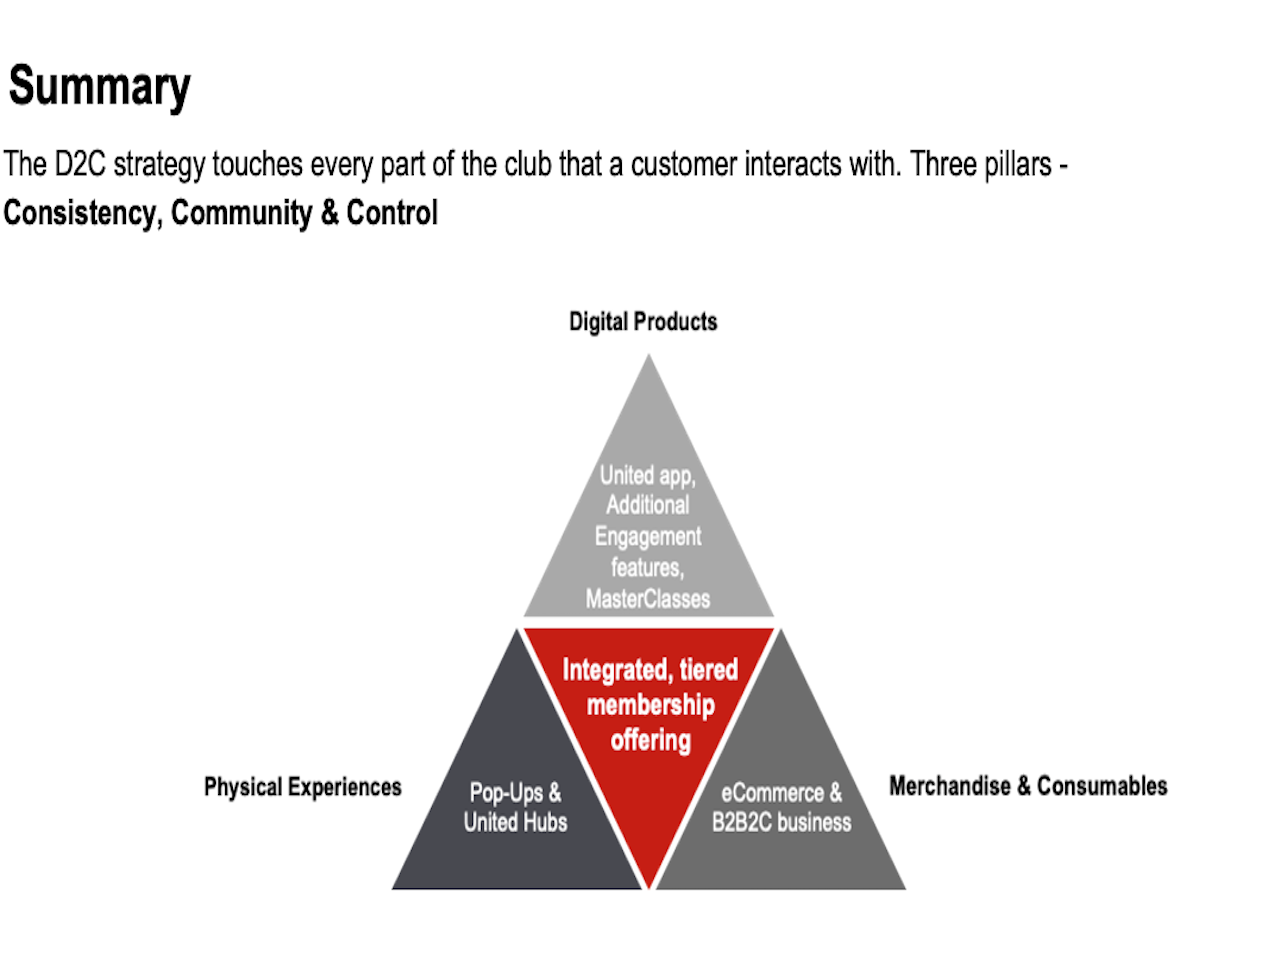 Summary
The D2C strategy touches every part of the club that a customer interacts with. Three pillars -
Consistency, Community & Control
Digital Products
United app,
Additional
Engagement
features,
MasterClasses
Integrated, tiered
membership
offering
Physical Experiences
Pop-Ups &
United Hubs
eCommerce &
B2B2C business
Merchandise & Consumables